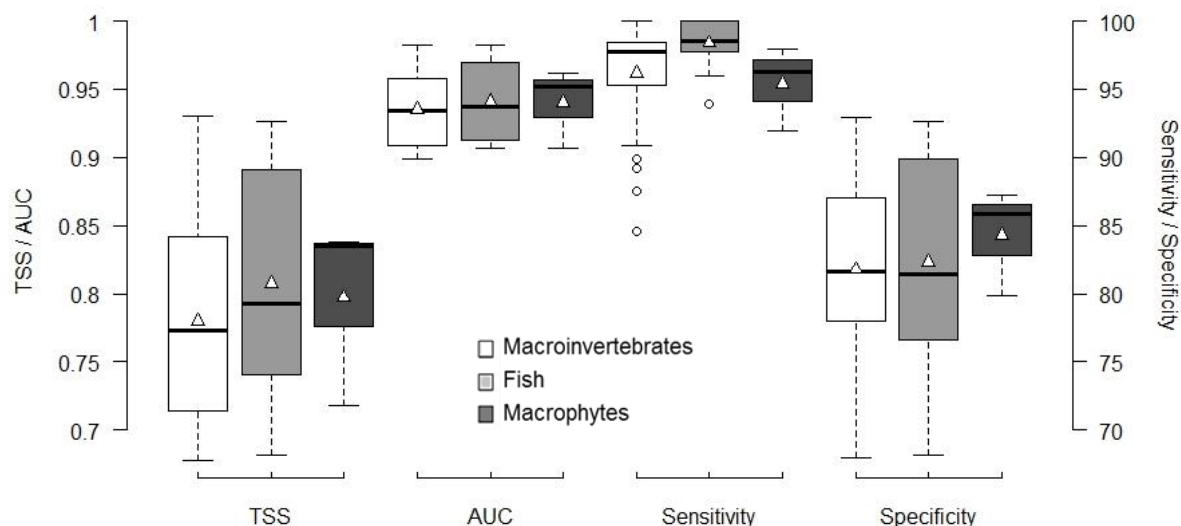 1
0.95
0.9
0.85
0.8
0.75
0.7
TSS / AUC
100
95
90
85
80
75
70
Sensitivity / Specificity
Macroinvertebrates
Fish
Macrophytes
TSS
AUC
Sensitivity
Specificity